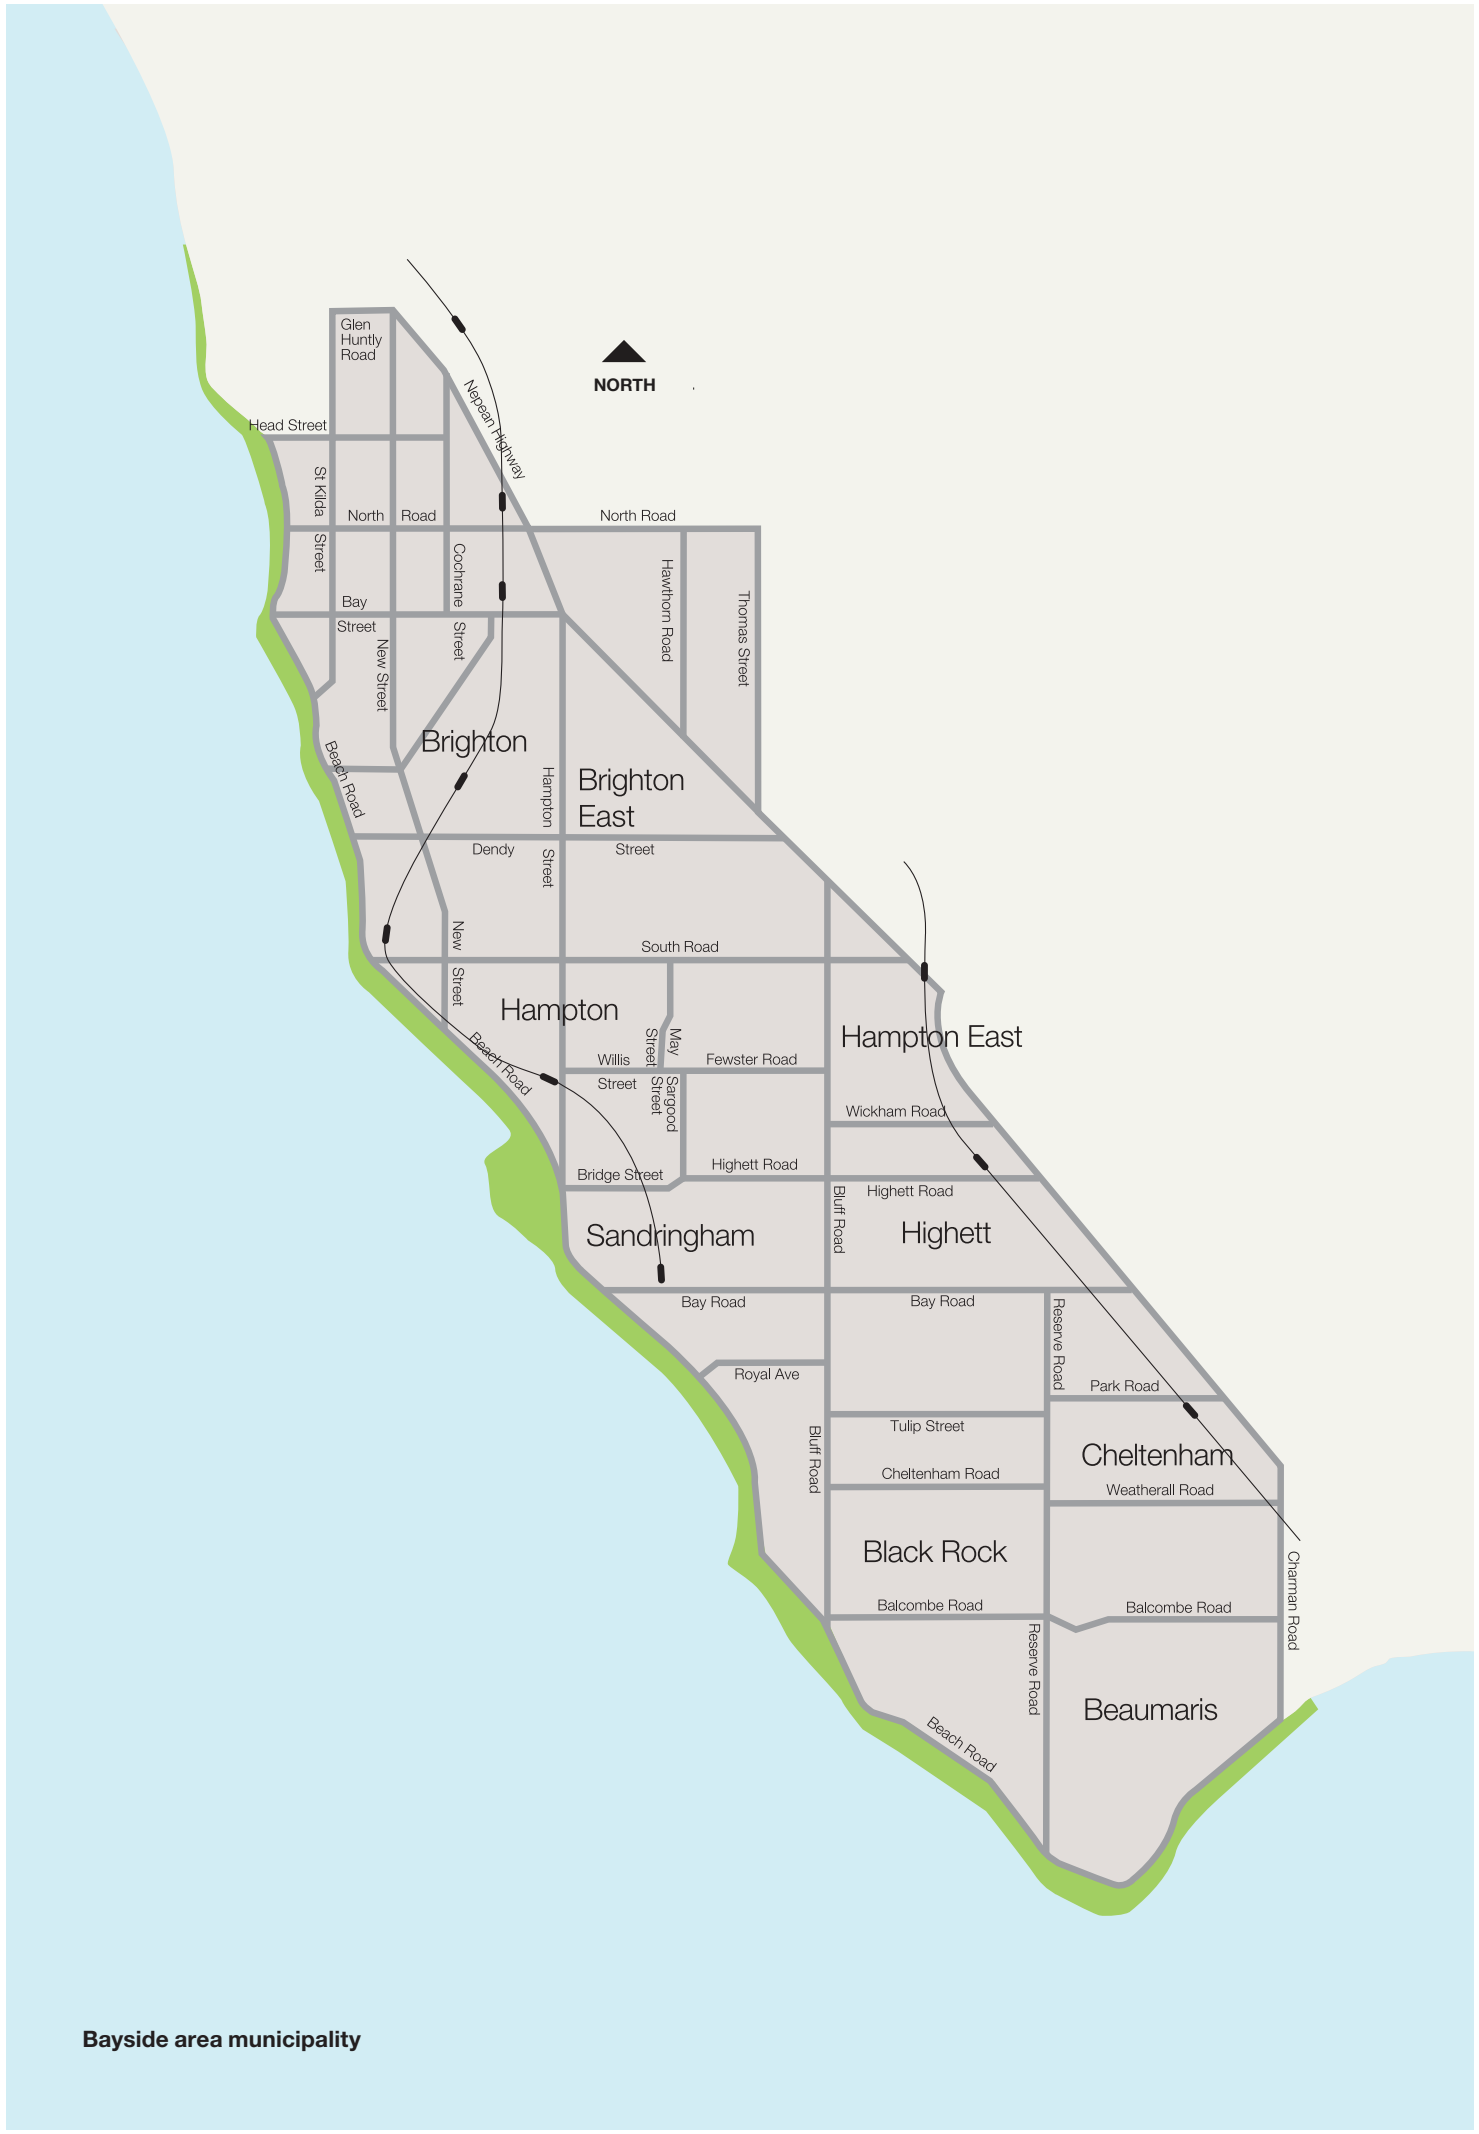 Glen
Huntly
Road
NORTH
Nepean Highway
Head Street
St Kilda
Street
North
Road
North Road
Cochrane
Street
Hawthorn Road
Thomas Street
Bay
Street
New Street
Brighton
Beach Road
Brighton
East
Hampton
Street
Dendy
Street
New
Street
South Road
Hampton
Hampton East
May
Street
Beach Road
Willis
Street
Fewster Road
Sargood
Street
Wickham Road
Bridge Street
Highett Road
Highett Road
Bluff Road
Sandringham
Highett
Bay Road
Bay Road
Reserve Road
Royal Ave
Park Road
Tulip Street
Bluff Road
Cheltenham
Cheltenham Road
Weatherall Road
Black Rock
Charman Road
Balcombe Road
Balcombe Road
Reserve Road
Beaumaris
Beach Road
Bayside area municipality